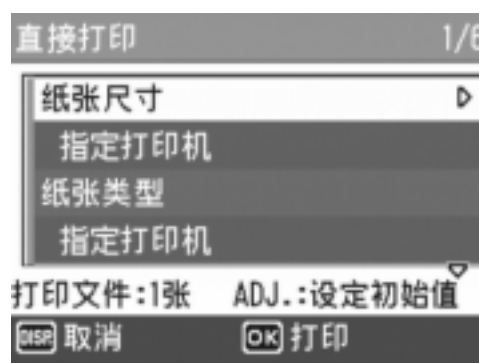 直接打印 1/6
纸张尺寸
指定打印机
纸张类型
指定打印机
打印文件:1张 ADJ.:设定初始值
DISP. 取消 OK 打印